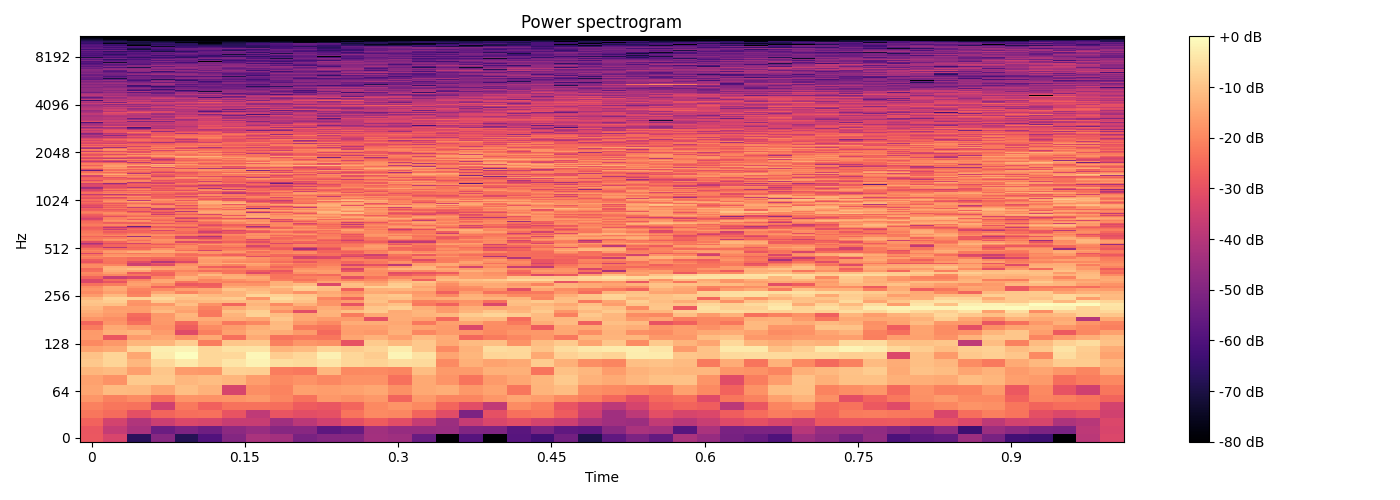 Power spectrogram
Hz
8192
4096
2048
1024
512
256
128
64
0
0 0.15 0.3 0.45 0.6 0.75 0.9
Time
+0 dB
-10 dB
-20 dB
-30 dB
-40 dB
-50 dB
-60 dB
-70 dB
-80 dB